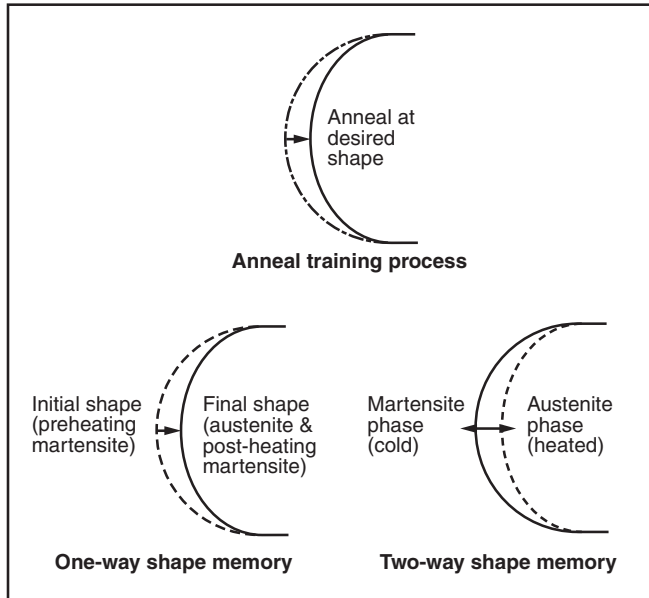 Anneal at
desired
shape
Anneal training process
Initial shape
(preheating
martensite)
Final shape
(austenite &
post-heating
martensite)
One-way shape memory
Martensite
phase
(cold)
Austenite
phase
(heated)
Two-way shape memory